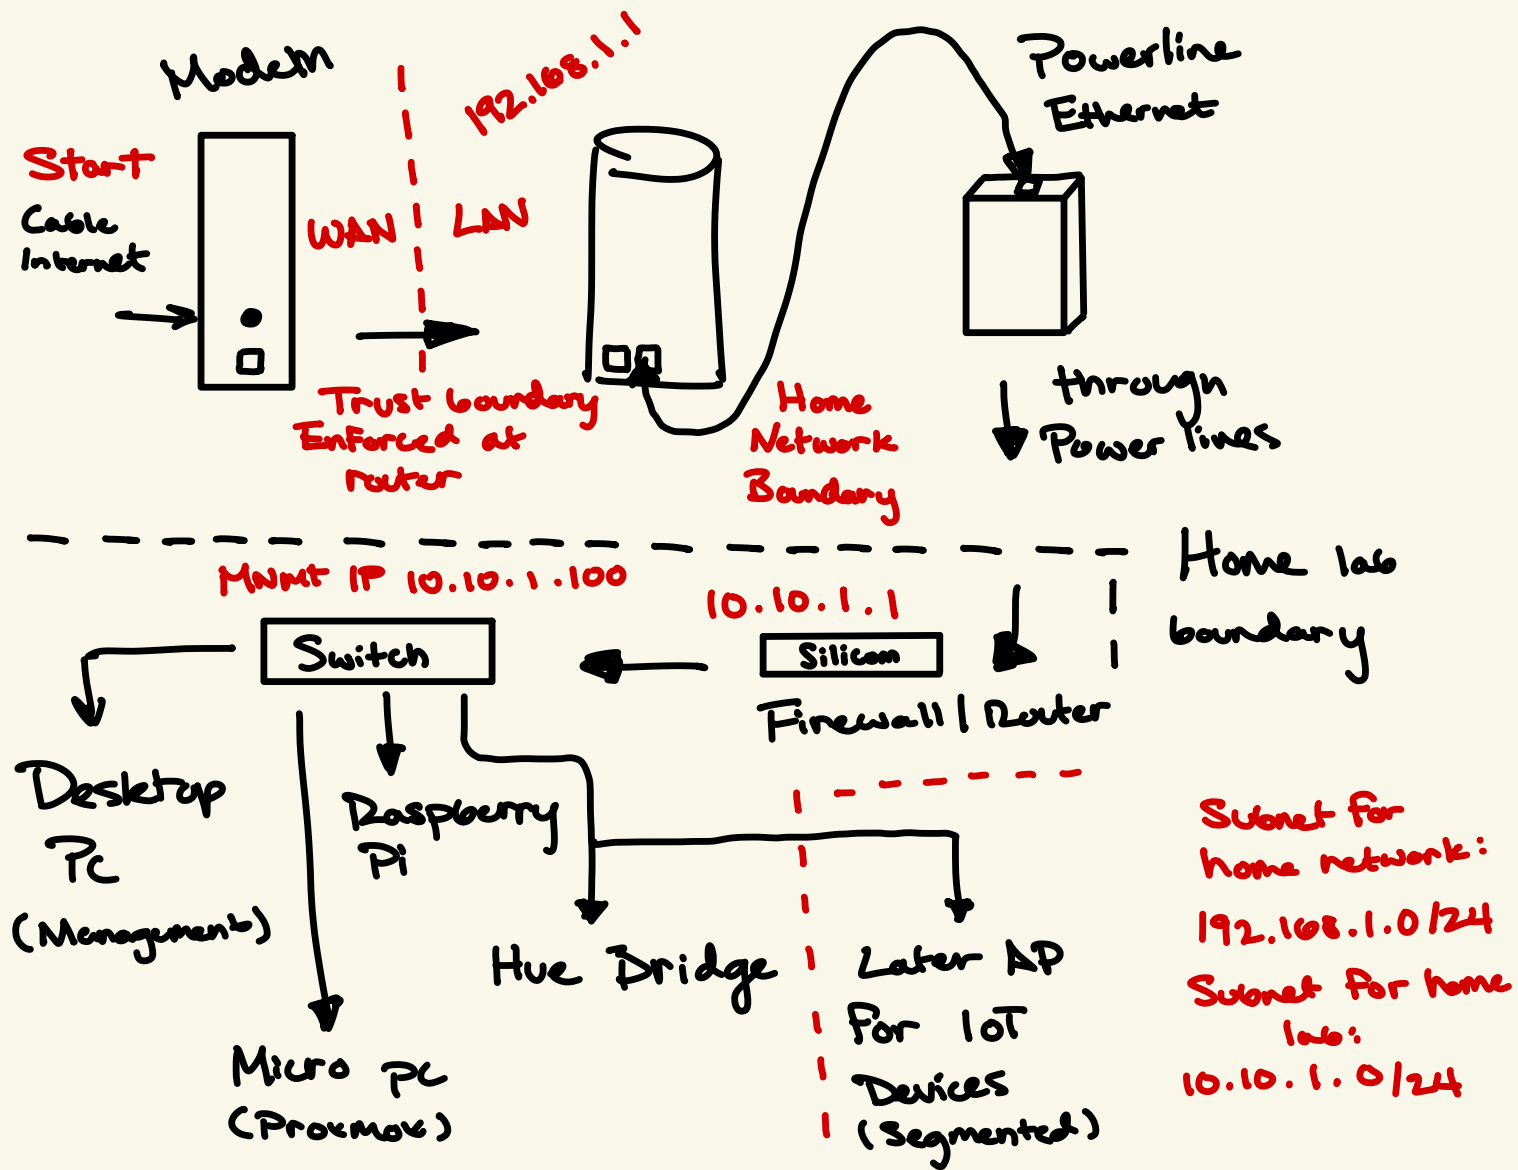 Modem
192.168.1.1
Powerline
Ethernet
Start
Cable
Internet
WAN
LAN
Trust boundary
Enforced at
router
Home
Network
Boundary
through
Power lines
Home lab
boundary
Mnmt IP 10.10.1.100
10.10.1.1
Switch
Silicom
Firewall / Router
Desktop
PC
(Management)
Raspberry
Pi
Hue Bridge
Later AP
For IoT
Devices
(Segmented)
Micro PC
(Proxmox)
Subnet for
home network:
192.168.1.0/24
Subnet for home
lab:
10.10.1.0/24